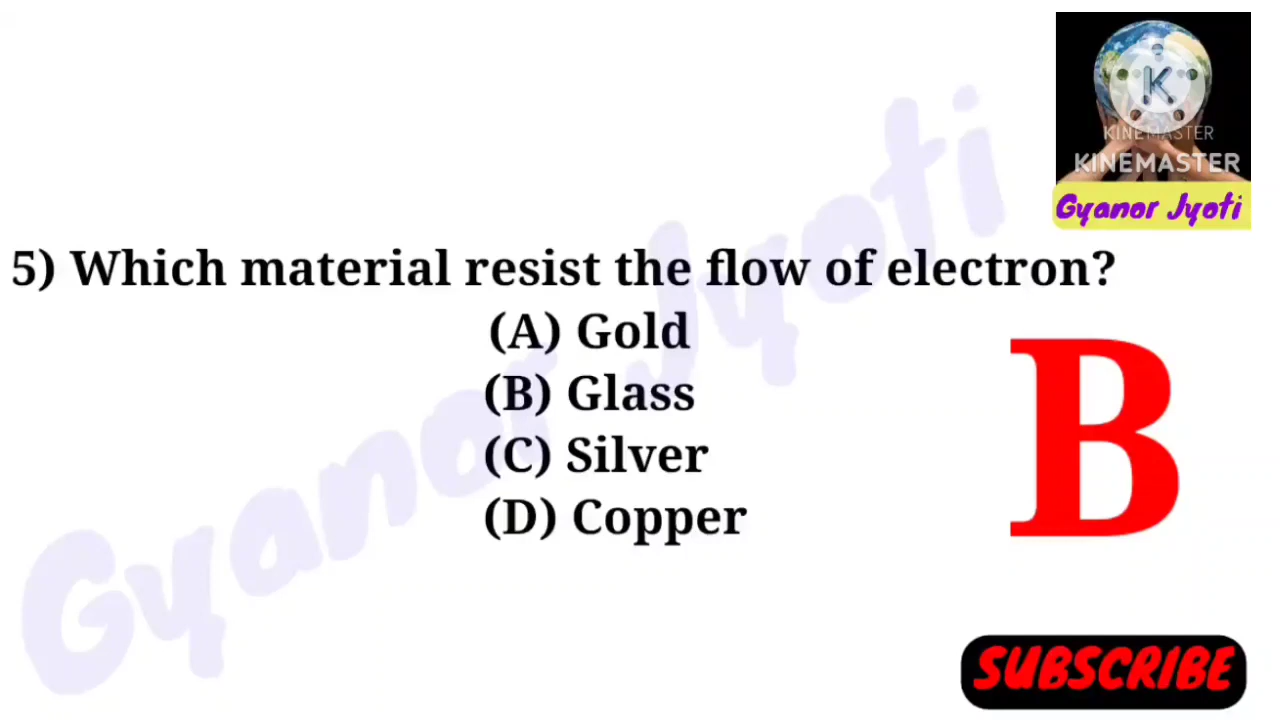 KINEMASTER
KINEMASTER
Gyanor Jyoti
5) Which material resist the flow of electron?
(A) Gold
(B) Glass
(C) Silver
(D) Copper
B
Gyanor Jyoti
SUBSCRIBE